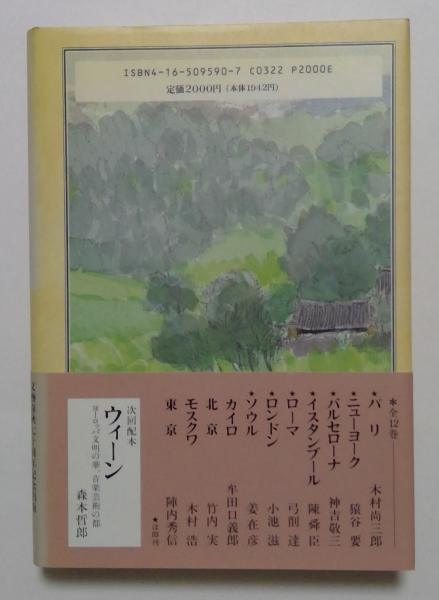 ISBN4-16-509590-7 C0322 P2000E
定価2000円（本体1942円）
＊全12巻
★パリ 木村尚三郎
★ニューヨーク 猿谷要
★バルセローナ 神吉敬三
★イスタンブール 陳舜臣
★ローマ 弓削達
★ロンドン 小池滋
★ソウル 姜在彦
カイロ 牟田口義郎
北京 竹内実
モスクワ 木村浩
東京 陣内秀信
★は既刊
次回配本
ウィーン
ヨーロッパ文明の華、音楽芸術の都
森本哲郎